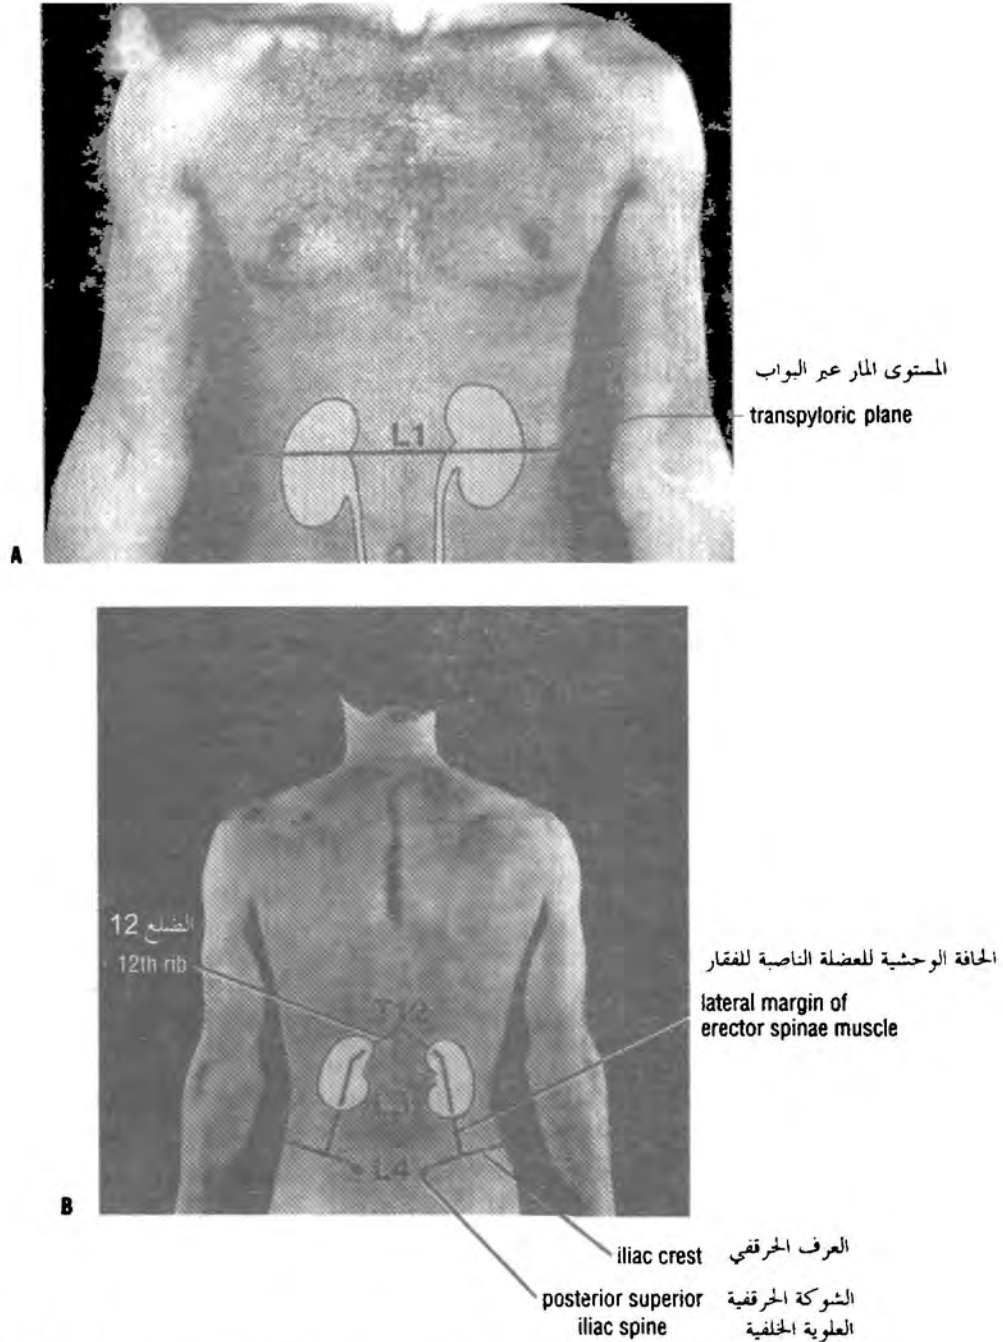 المستوى المار عبر البواب
transpyloric plane
L1
A
الضلع 12
12th rib
T12
الحافة الوحشية للعضلة الناصبة للفقار
lateral margin of
erector spinae muscle
L4
B
iliac crest العرف الحرقفي
posterior superior الشوكة الحرقفية
iliac spine العلوية الخلفية